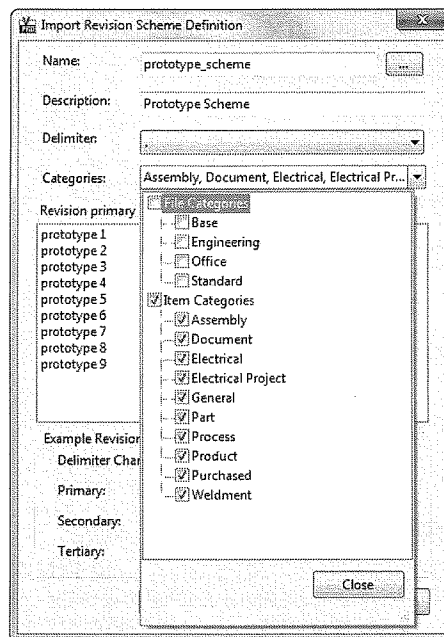 Import Revision Scheme Definition
Name: prototype_scheme ...
Description: Prototype Scheme
Delimiter: .
Categories: Assembly, Document, Electrical, Electrical Pr...
Revision primary
prototype 1
prototype 2
prototype 3
prototype 4
prototype 5
prototype 6
prototype 7
prototype 8
prototype 9
File Categories
Base
Engineering
Office
Standard
Item Categories
Assembly
Document
Electrical
Electrical Project
General
Part
Process
Product
Purchased
Weldment
Example Revision
Delimiter Char
Primary:
Secondary:
Tertiary:
Close